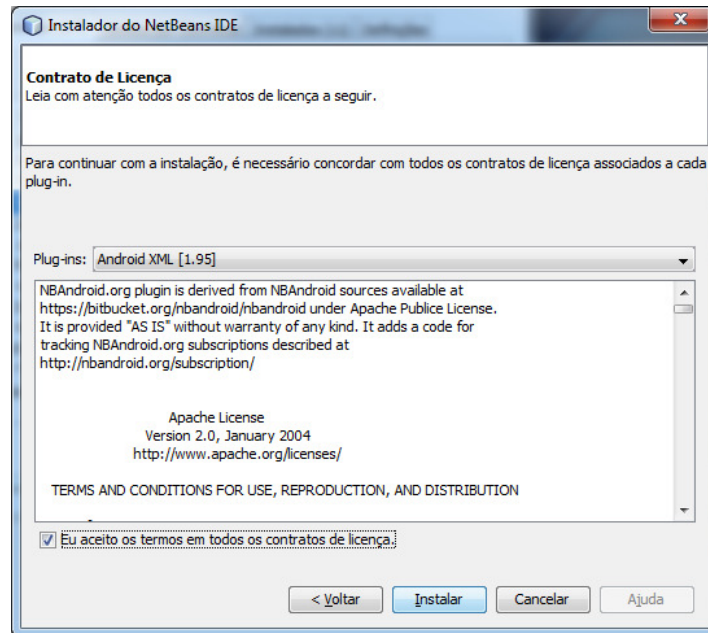 Instalador do NetBeans IDE
Contrato de Licença
Leia com atenção todos os contratos de licença a seguir.
Para continuar com a instalação, é necessário concordar com todos os contratos de licença associados a cada
plug-in.
Plug-ins: Android XML [1.95]
NBAndroid.org plugin is derived from NBAndroid sources available at
https://bitbucket.org/nbandroid/nbandroid under Apache Publice License.
It is provided "AS IS" without warranty of any kind. It adds a code for
tracking NBAndroid.org subscriptions described at
http://nbandroid.org/subscription/
Apache License
Version 2.0, January 2004
http://www.apache.org/licenses/
TERMS AND CONDITIONS FOR USE, REPRODUCTION, AND DISTRIBUTION
Eu aceito os termos em todos os contratos de licença.
< Voltar Instalar Cancelar Ajuda